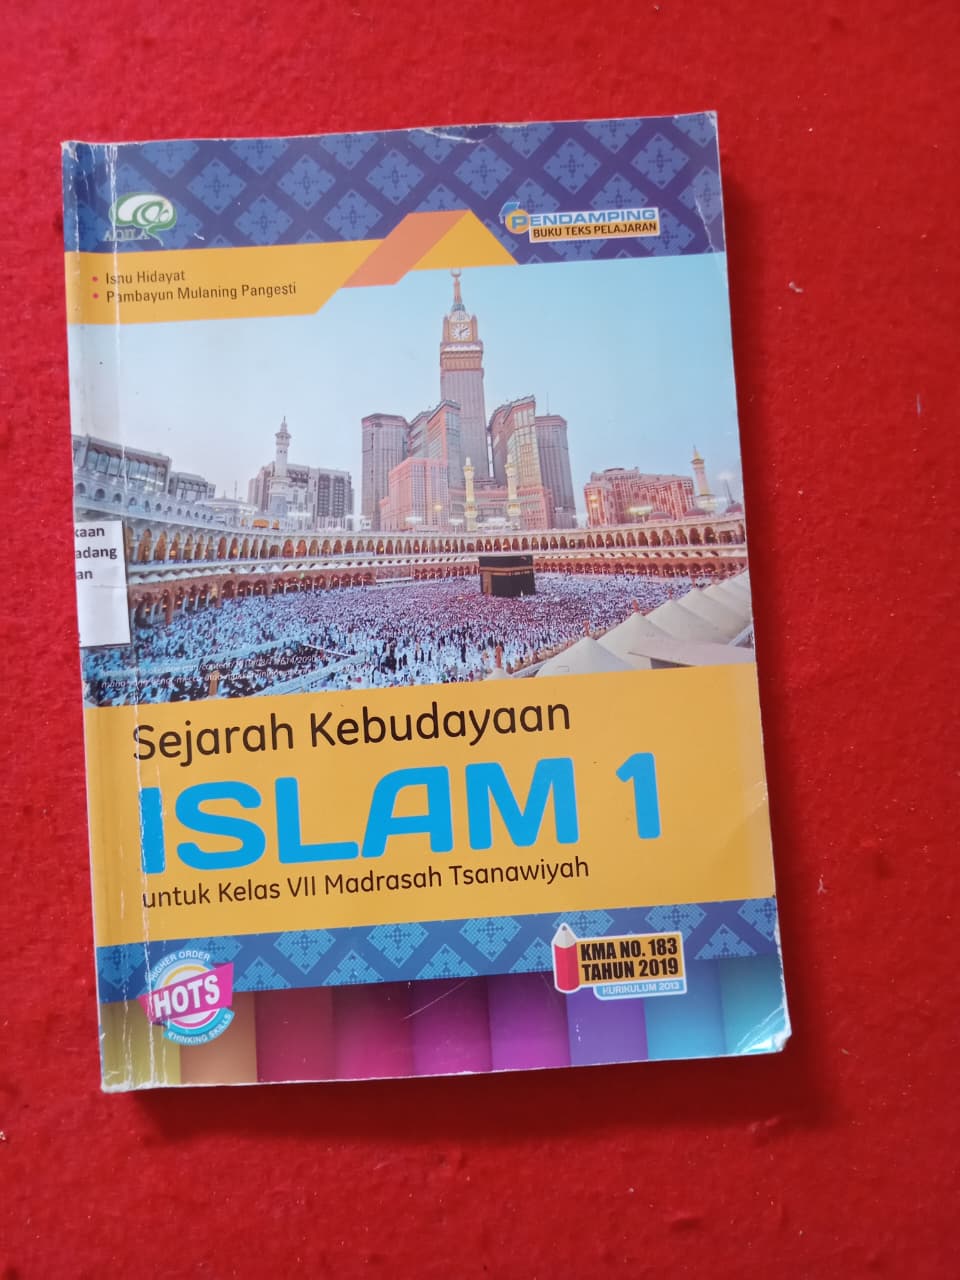 AQILA
PENDAMPING
BUKU TEKS PELAJARAN
• Isnu Hidayat
• Pambayun Mulaning Pangesti
kaan
adang
an
Sejarah Kebudayaan
ISLAM 1
untuk Kelas VII Madrasah Tsanawiyah
HIGHER ORDER
HOTS
THINKING SKILLS
KMA NO. 183
TAHUN 2019
KURIKULUM 2013